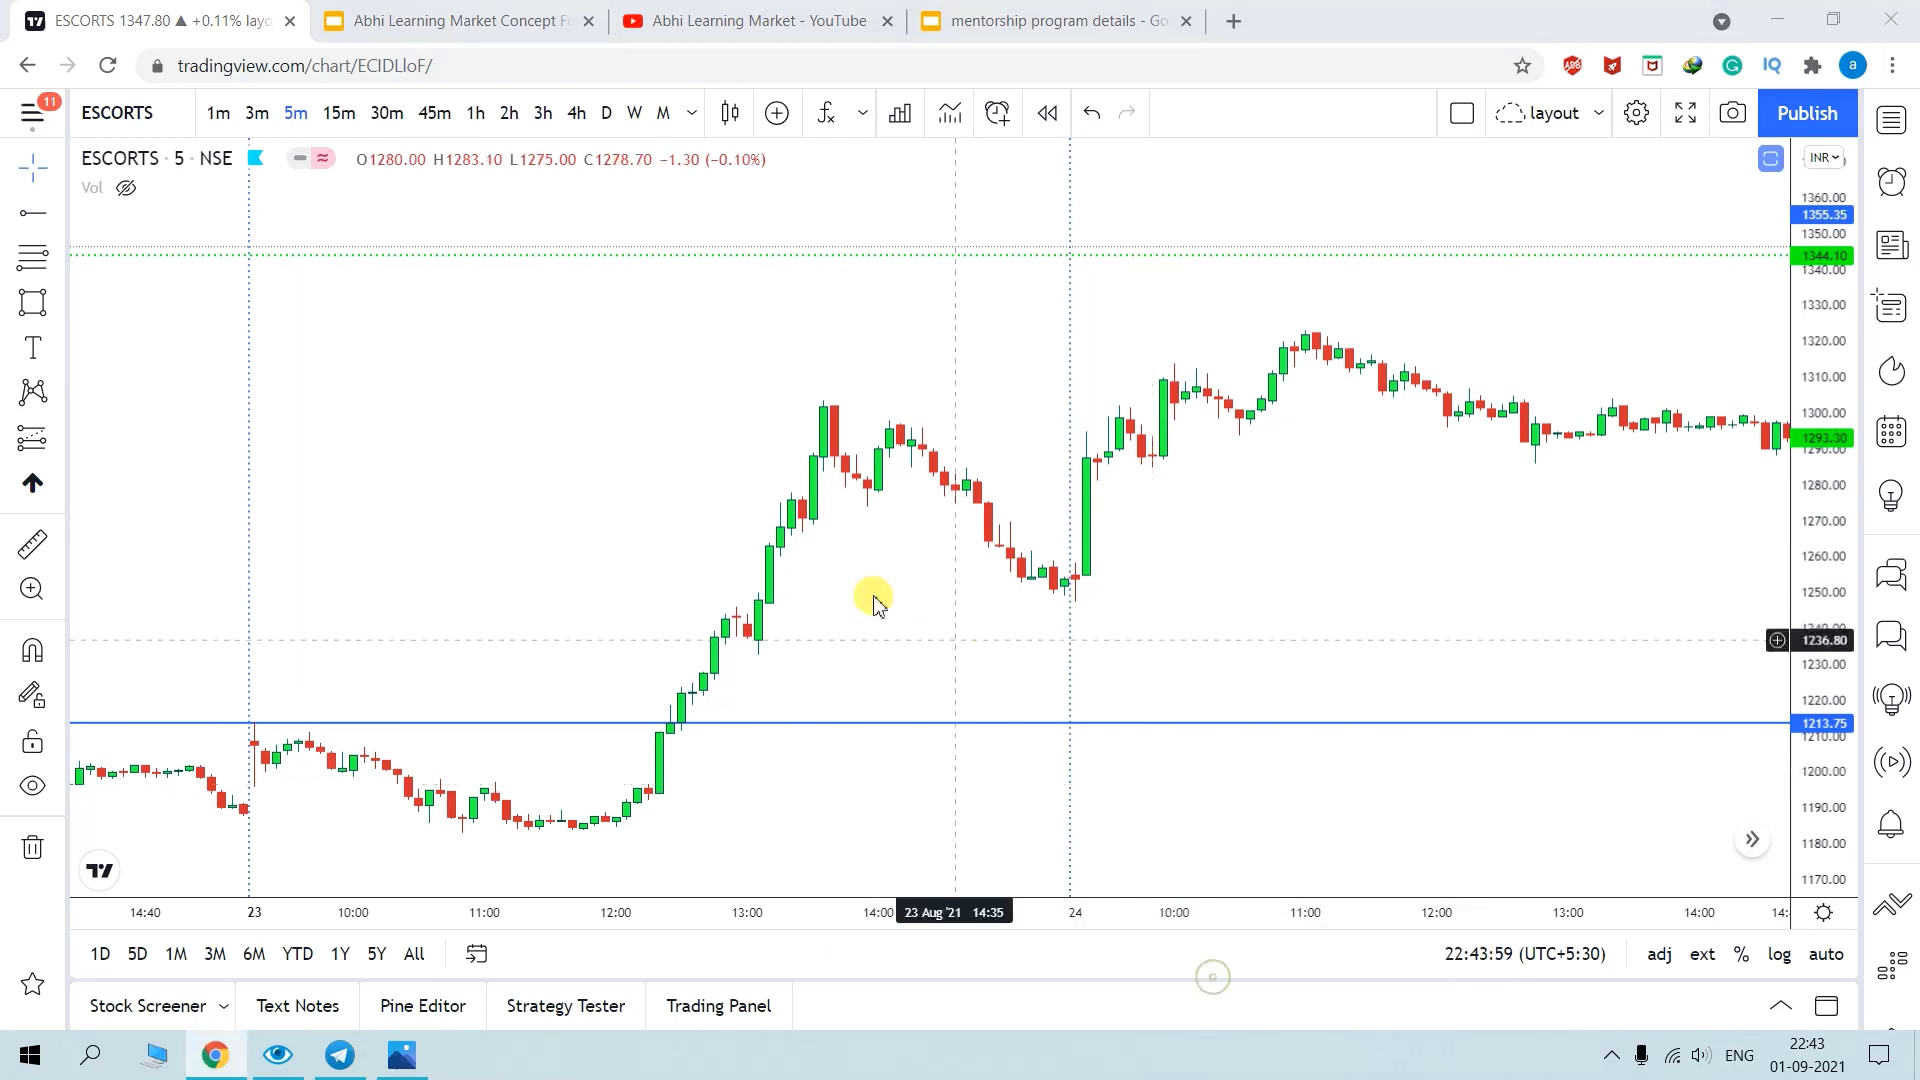 ESCORTS 1347.80 ▲ +0.11% layo
Abhi Learning Market Concept F
Abhi Learning Market - YouTube
mentorship program details - Go
tradingview.com/chart/ECIDLloF/
ABP
IQ
a
11
ESCORTS
1m 3m 5m 15m 30m 45m 1h 2h 3h 4h D W M
layout
Publish
ESCORTS · 5 · NSE
O1280.00 H1283.10 L1275.00 C1278.70 −1.30 (−0.10%)
INR
Vol
1360.00
1355.35
1350.00
1344.10
1340.00
1330.00
1320.00
1310.00
1300.00
1293.30
1290.00
1280.00
1270.00
1260.00
1250.00
1236.80
1230.00
1220.00
1213.75
1210.00
1200.00
1190.00
1180.00
1170.00
14:40 23 10:00 11:00 12:00 13:00 14:00 23 Aug '21 14:35 24 10:00 11:00 12:00 13:00 14:00 14:
1D 5D 1M 3M 6M YTD 1Y 5Y All
22:43:59 (UTC+5:30)
adj ext % log auto
Stock Screener
Text Notes
Pine Editor
Strategy Tester
Trading Panel
ENG
22:43
01-09-2021